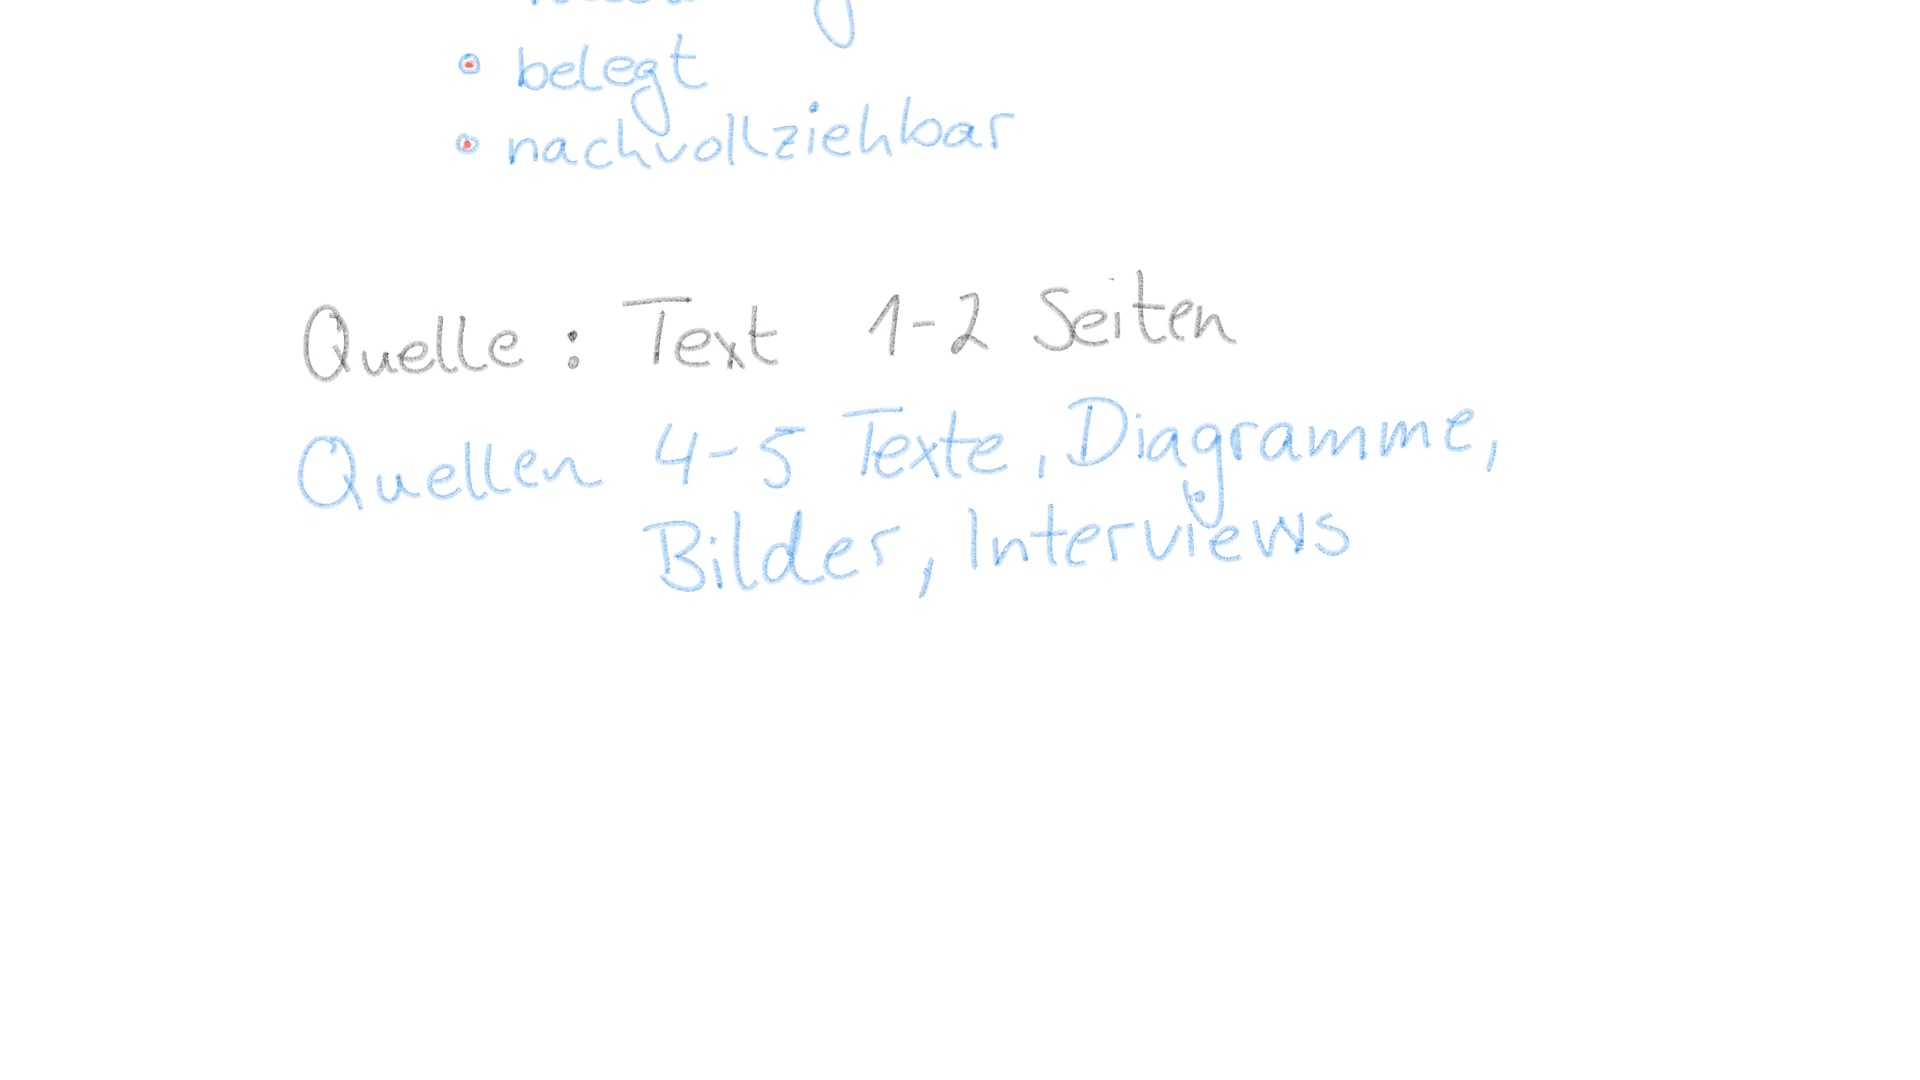 • belegt
• nachvollziehbar
Quelle : Text 1-2 Seiten
Quellen 4-5 Texte, Diagramme,
Bilder, Interviews